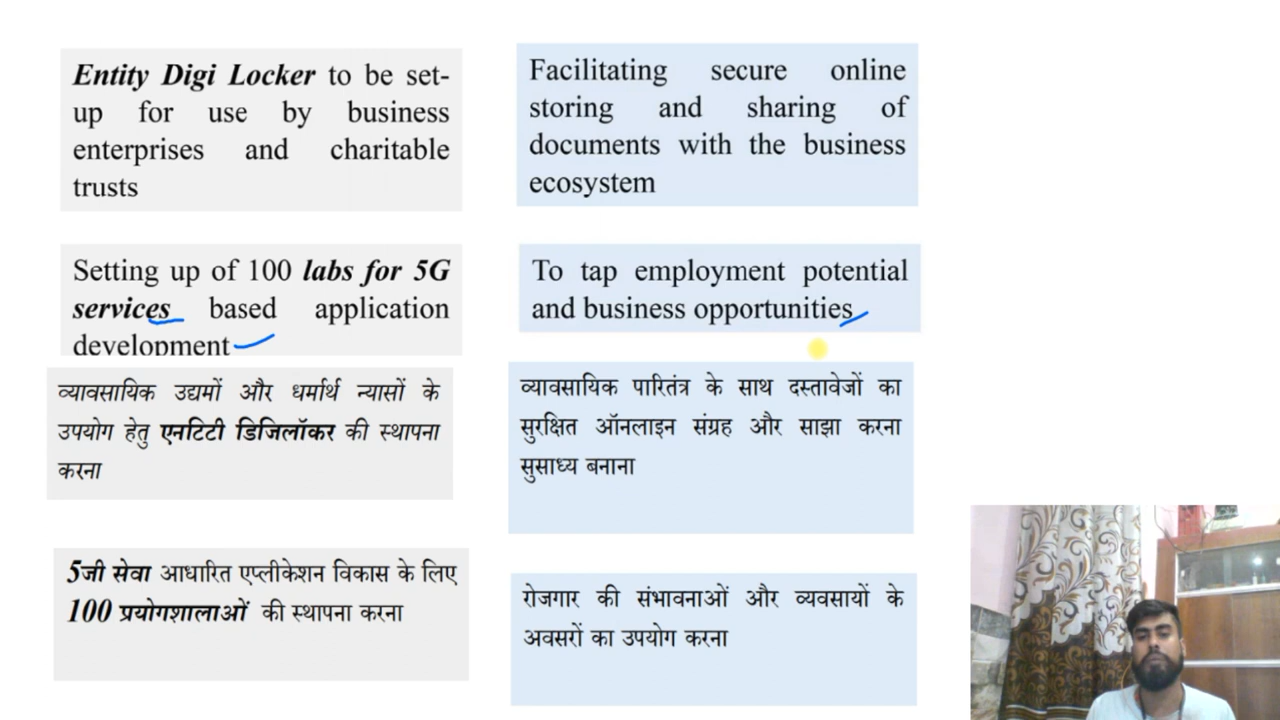 Entity Digi Locker to be set-
up for use by business
enterprises and charitable
trusts
Facilitating secure online
storing and sharing of
documents with the business
ecosystem
Setting up of 100 labs for 5G
services based application
development
To tap employment potential
and business opportunities
व्यावसायिक उद्यमों और धर्मार्थ न्यासों के
उपयोग हेतु एनटिटी डिजिलॉकर की स्थापना
करना
व्यावसायिक पारितंत्र के साथ दस्तावेजों का
सुरक्षित ऑनलाइन संग्रह और साझा करना
सुसाध्य बनाना
5जी सेवा आधारित एप्लीकेशन विकास के लिए
100 प्रयोगशालाओं की स्थापना करना
रोजगार की संभावनाओं और व्यवसायों के
अवसरों का उपयोग करना